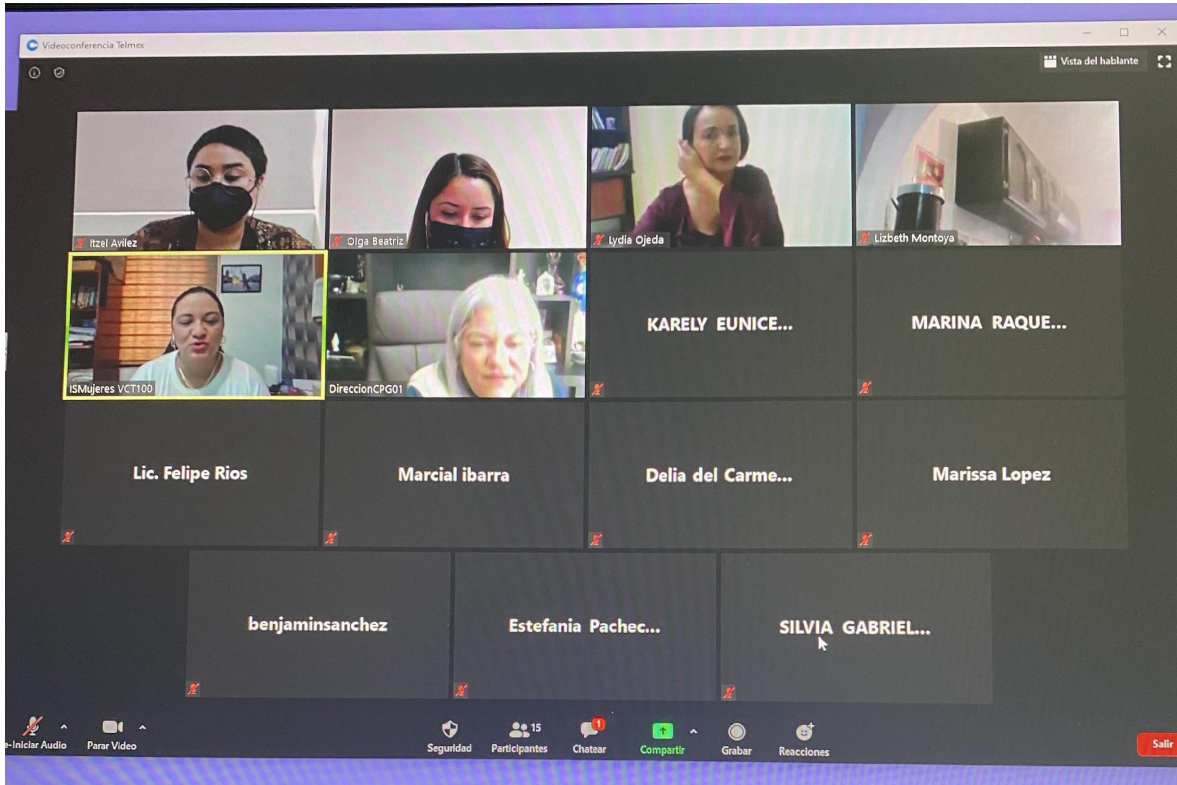 Videoconferencia Telmex
Vista del hablante
Itzel Avilez
Olga Beatriz
Lydia Ojeda
Lizbeth Montoya
ISMujeres VCT100
DireccionCPG01
KARELY EUNICE...
MARINA RAQUE...
Lic. Felipe Rios
Marcial ibarra
Delia del Carme...
Marissa Lopez
benjaminsanchez
Estefania Pachec...
SILVIA GABRIEL...
e-Iniciar Audio
Parar Video
Seguridad
15
Participantes
1
Chatear
Compartir
Grabar
Reacciones
Salir